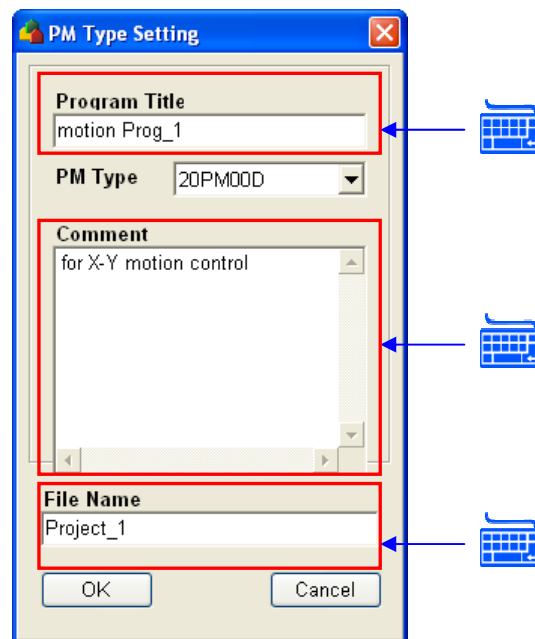 PM Type Setting
Program Title
motion Prog_1
PM Type
20PM00D
Comment
for X-Y motion control
File Name
Project_1
OK
Cancel